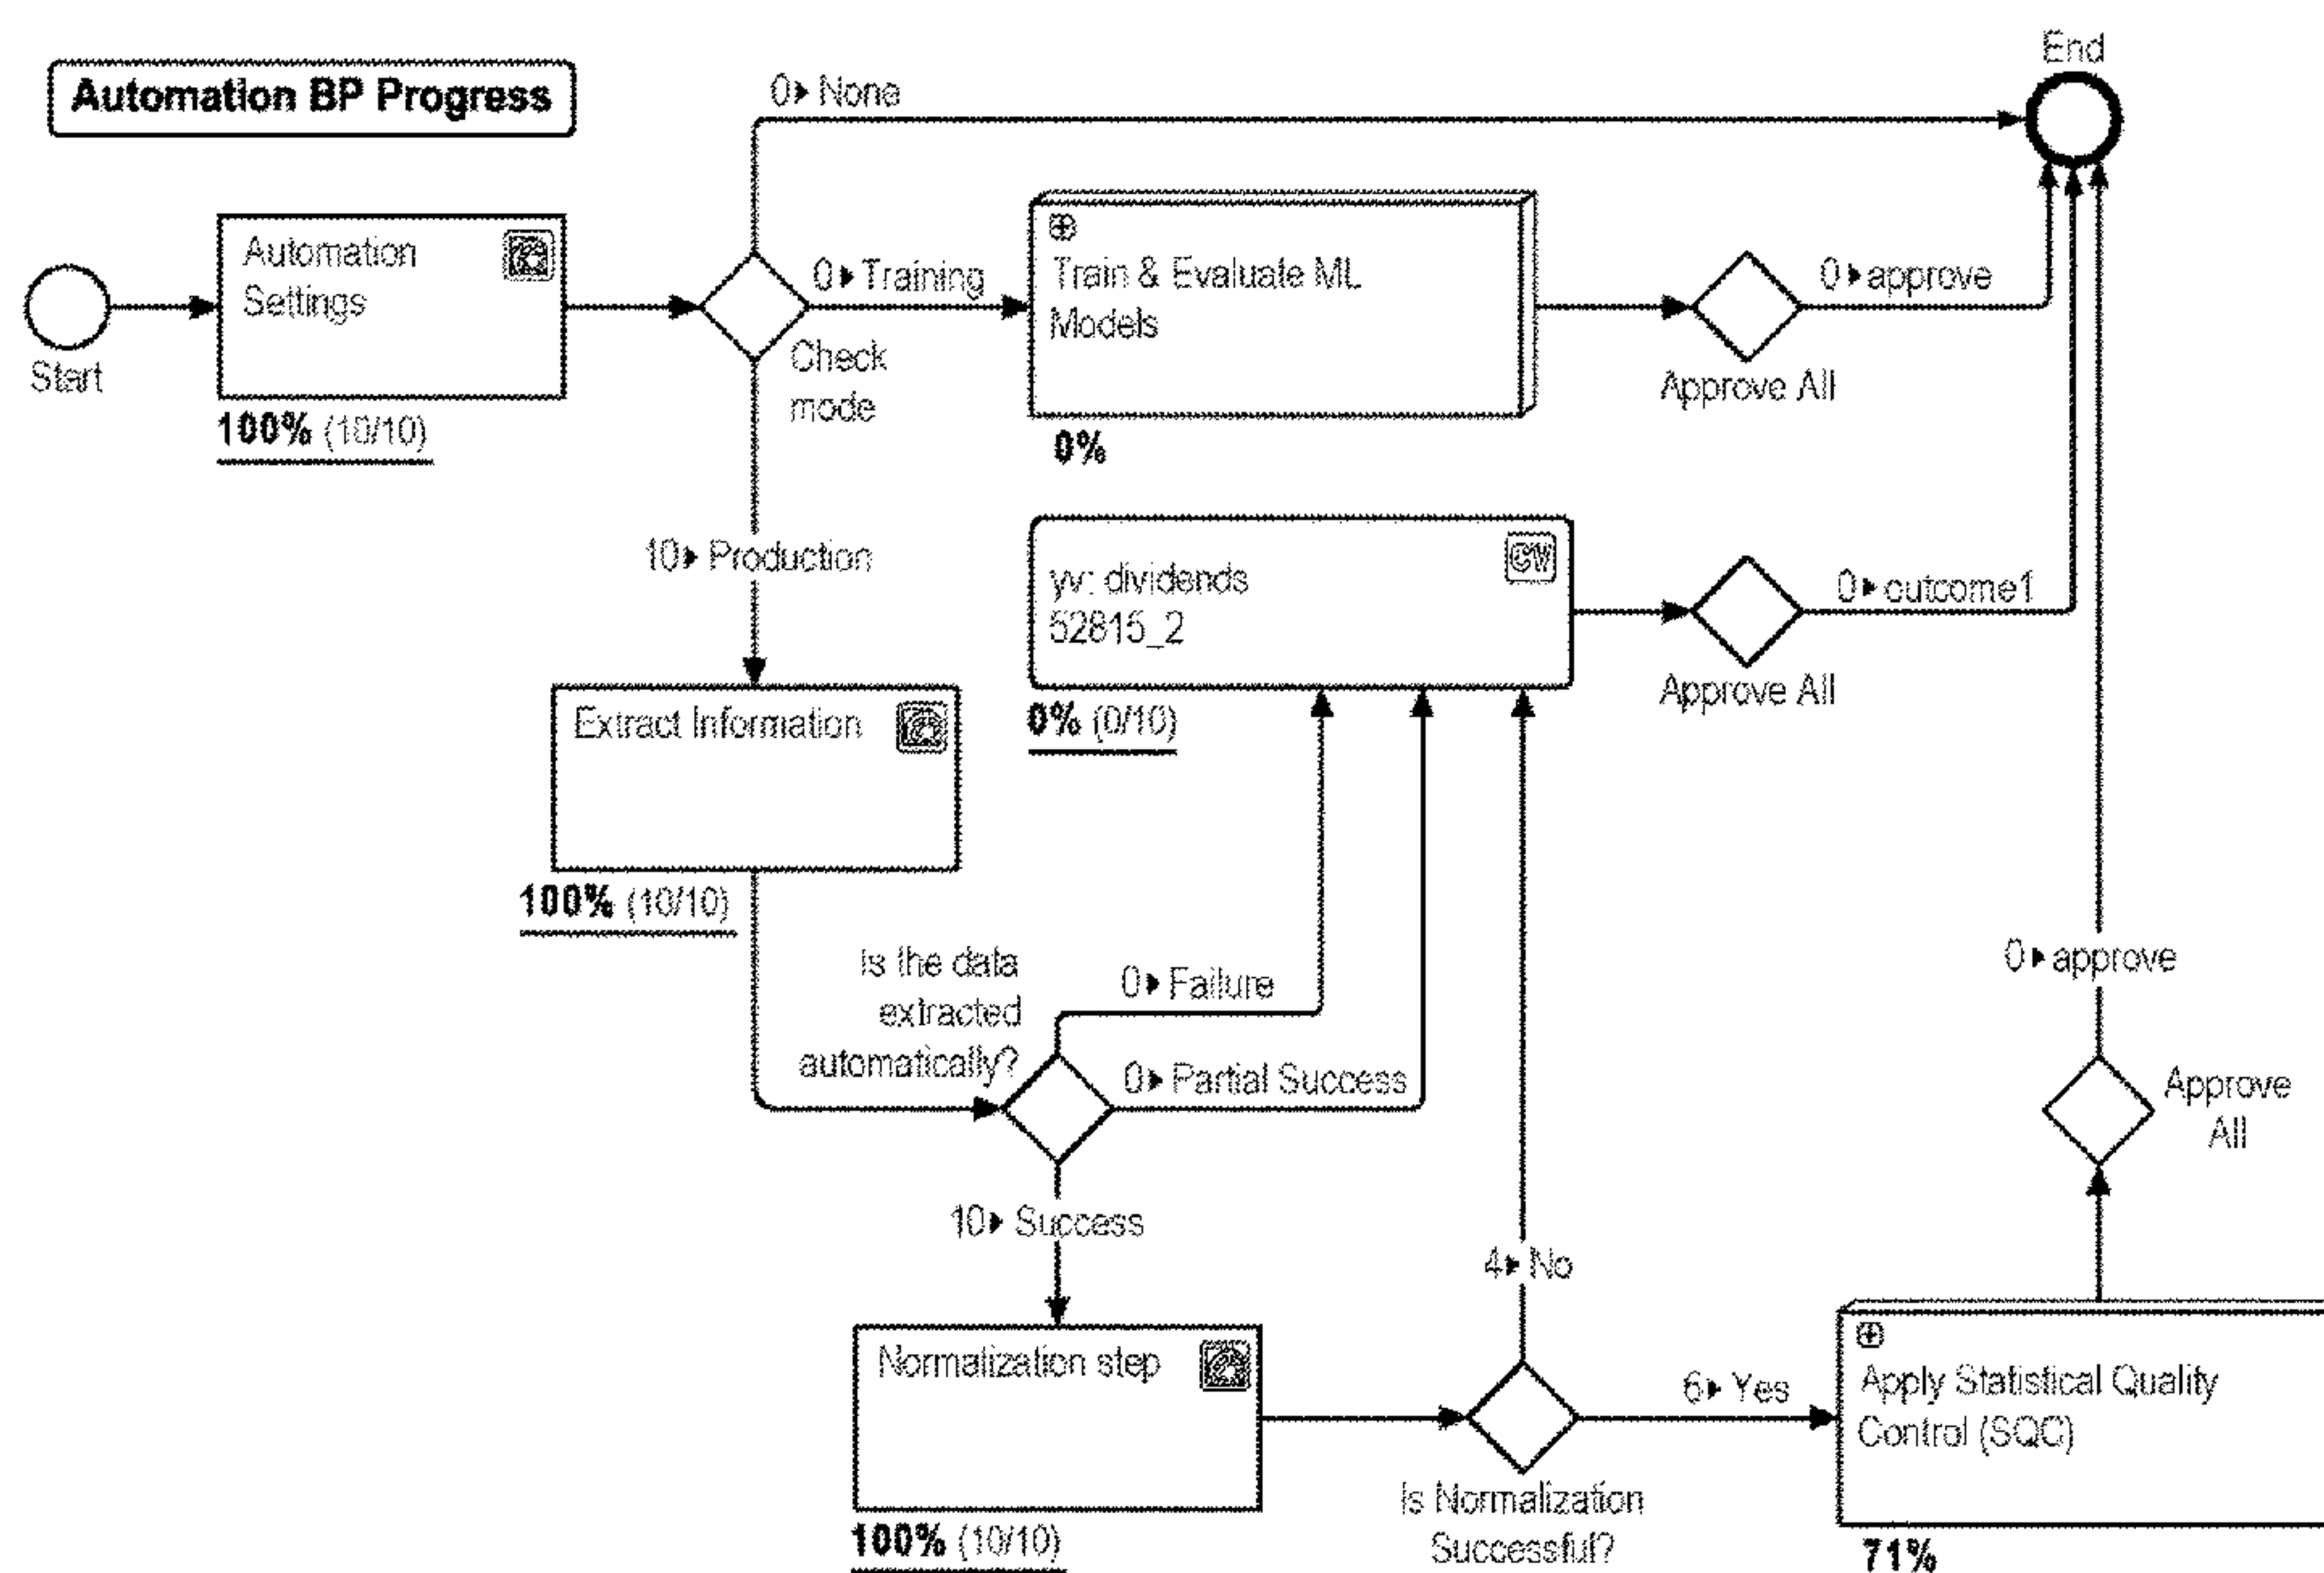 Automation BP Progress
End
0▸ None
Automation
Settings
0▸Training
Train & Evaluate ML
Models
0▸approve
Start
Check
mode
Approve All
100% (10/10)
0%
10▸ Production
yv: dividends
52815_2
CW
0▸outcome1
Approve All
Extract Information
0% (0/10)
100% (10/10)
is the data
extracted
automatically?
0▸Failure
0▸approve
0▸Partial Success
Approve
All
10▸ Success
4▸ No
Normalization step
6▸ Yes
Apply Statistical Quality
Control (SQC)
is Normalization
Successful?
100% (10/10)
71%